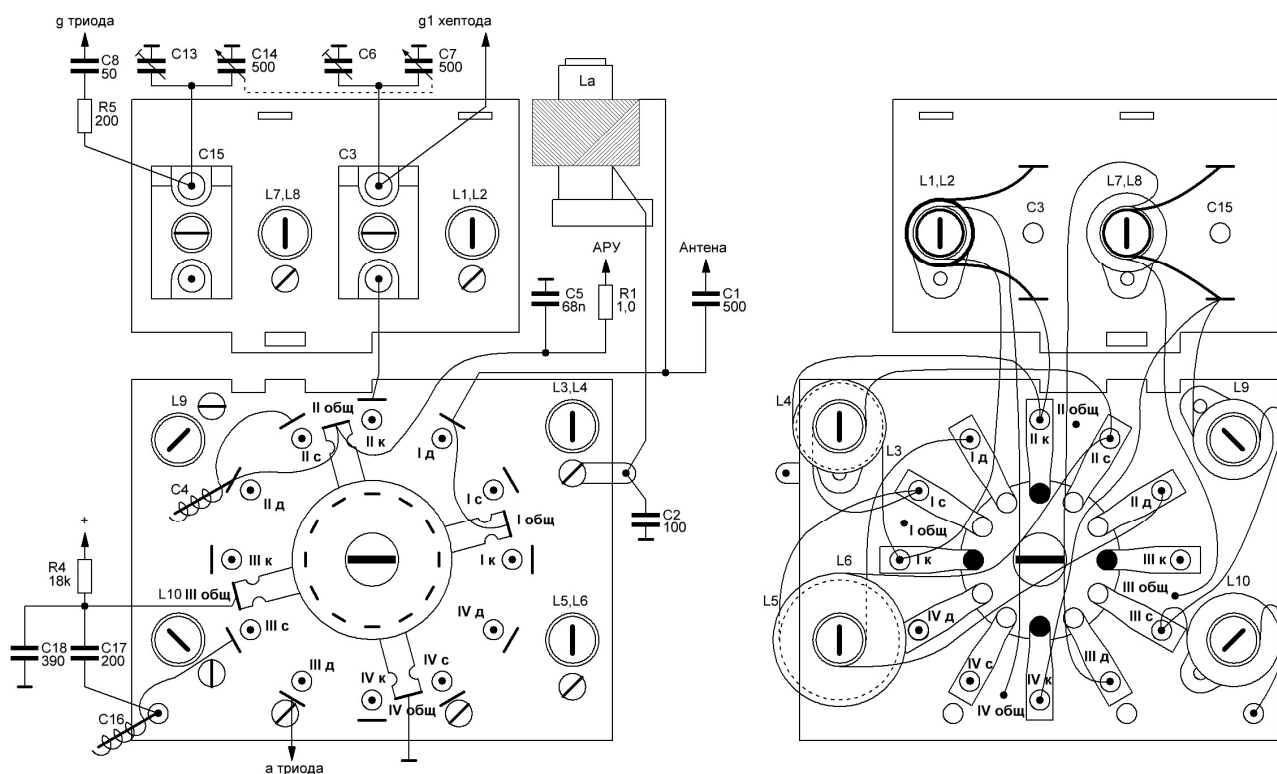 g триода
g1 хептода
C8
50
C13
C14
500
C6
C7
500
La
R5
200
C15
C3
L7,L8
L1,L2
АРУ
Антена
C5
68n
R1
1,0
C1
500
L9
II общ
II к
II с
I д
L3,L4
C4
II д
I с
I общ
C2
100
+
R4
18k
III к
I к
L10
III общ
III с
IV д
L5,L6
C18
390
C17
200
III д
IV к
IV с
IV общ
C16
а триода
L1,L2
L7,L8
C3
C15
L4
L9
II общ
II к
I д
II с
L3
I с
II д
I общ
L6
I к
III к
L5
III общ
L10
IV д
III с
IV с
III д
IV к
IV общ